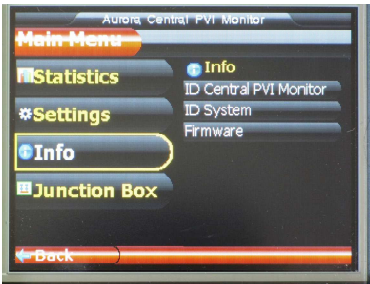 Aurora Central PVI Monitor
Main Menu
Statistics
Settings
Info
Junction Box
Info
ID Central PVI Monitor
ID System
Firmware
Back